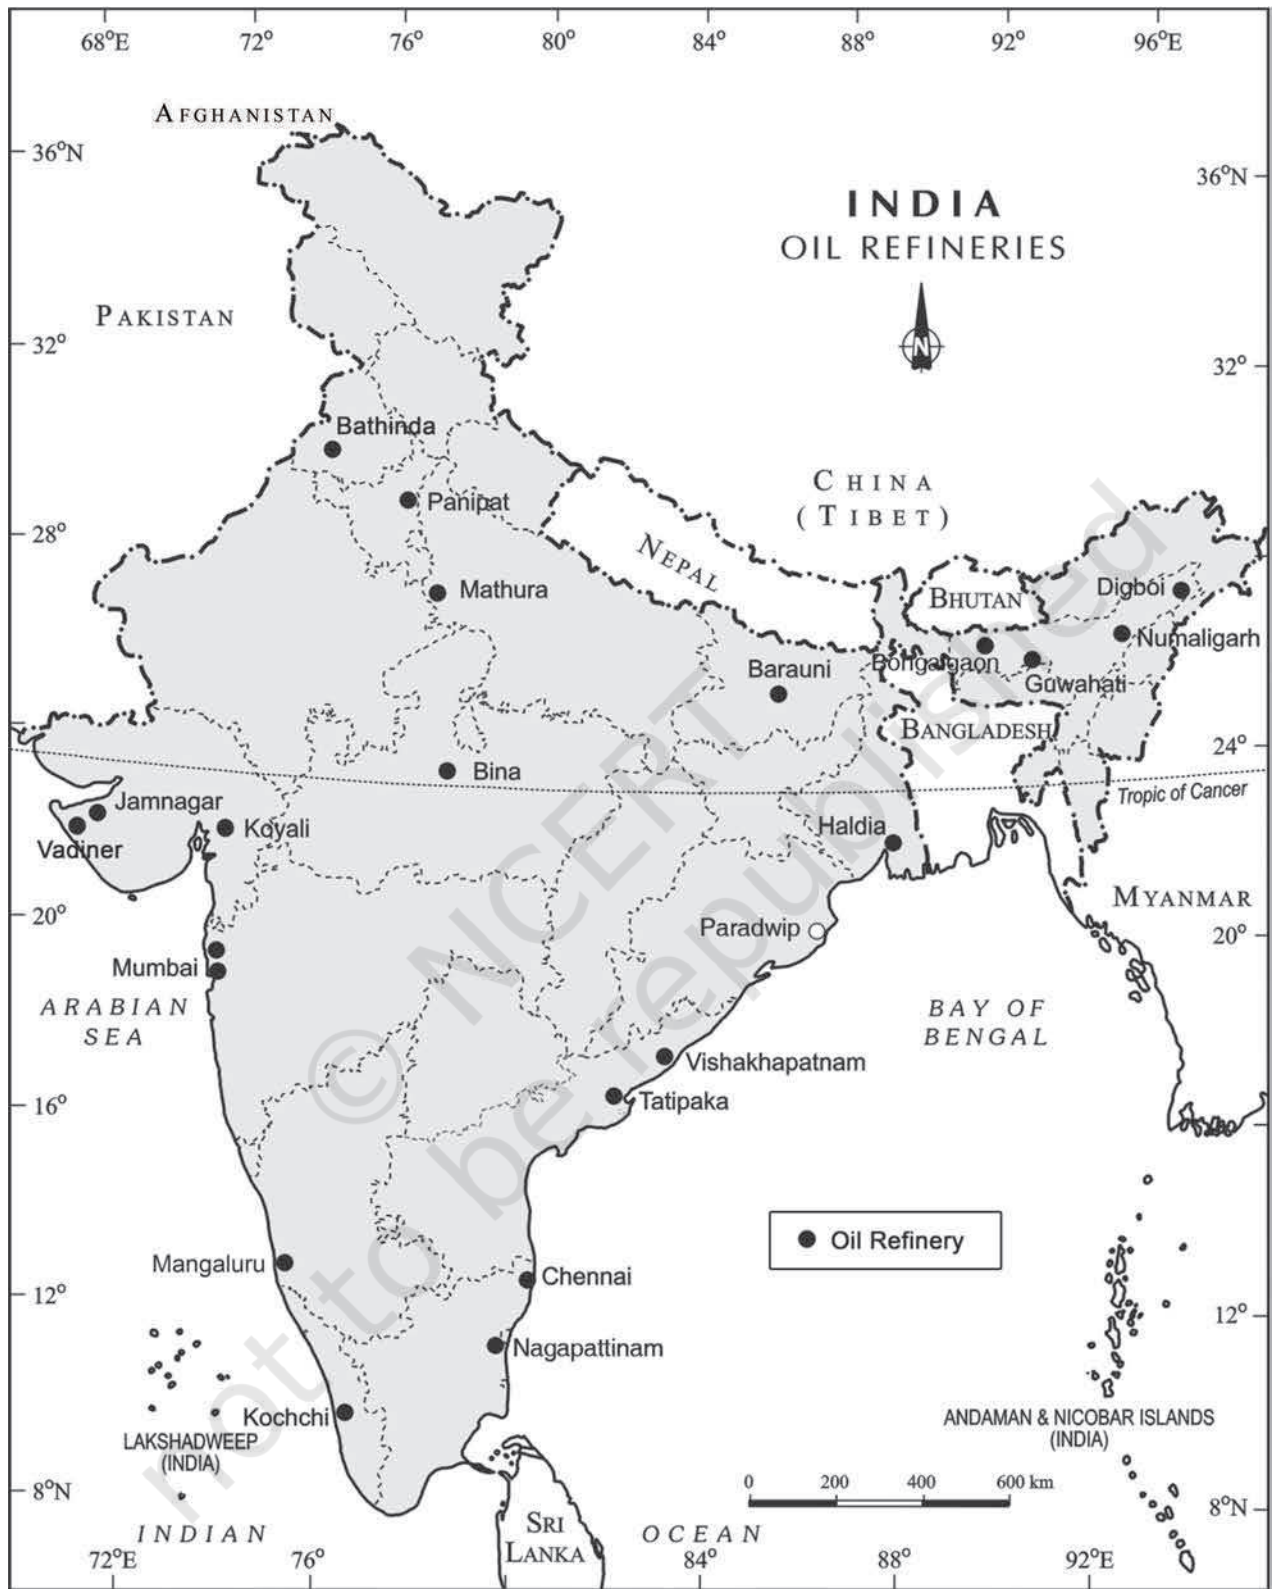 68°E 72° 76° 80° 84° 88° 92° 96°E
AFGHANISTAN
36°N
36°N
INDIA
OIL REFINERIES
N
PAKISTAN
32°
32°
Bathinda
CHINA
(TIBET)
Panipat
28°
NEPAL
Mathura
Digboi
BHUTAN
Numaligarh
Bongaigaon
Barauni
Guwahati
BANGLADESH
24°
Bina
Tropic of Cancer
Jamnagar
Koyali
Haldia
Vadiner
MYANMAR
20°
Paradwip
20°
Mumbai
ARABIAN
SEA
BAY OF
BENGAL
Vishakhapatnam
Tatipaka
16°
Oil Refinery
Mangaluru
Chennai
12°
12°
Nagapattinam
Kochchi
LAKSHADWEEP
(INDIA)
ANDAMAN & NICOBAR ISLANDS
(INDIA)
0 200 400 600 km
8°N
8°N
INDIAN
OCEAN
SRI
LANKA
72°E 76° 84° 88° 92°E
© NCERT
not to be republished